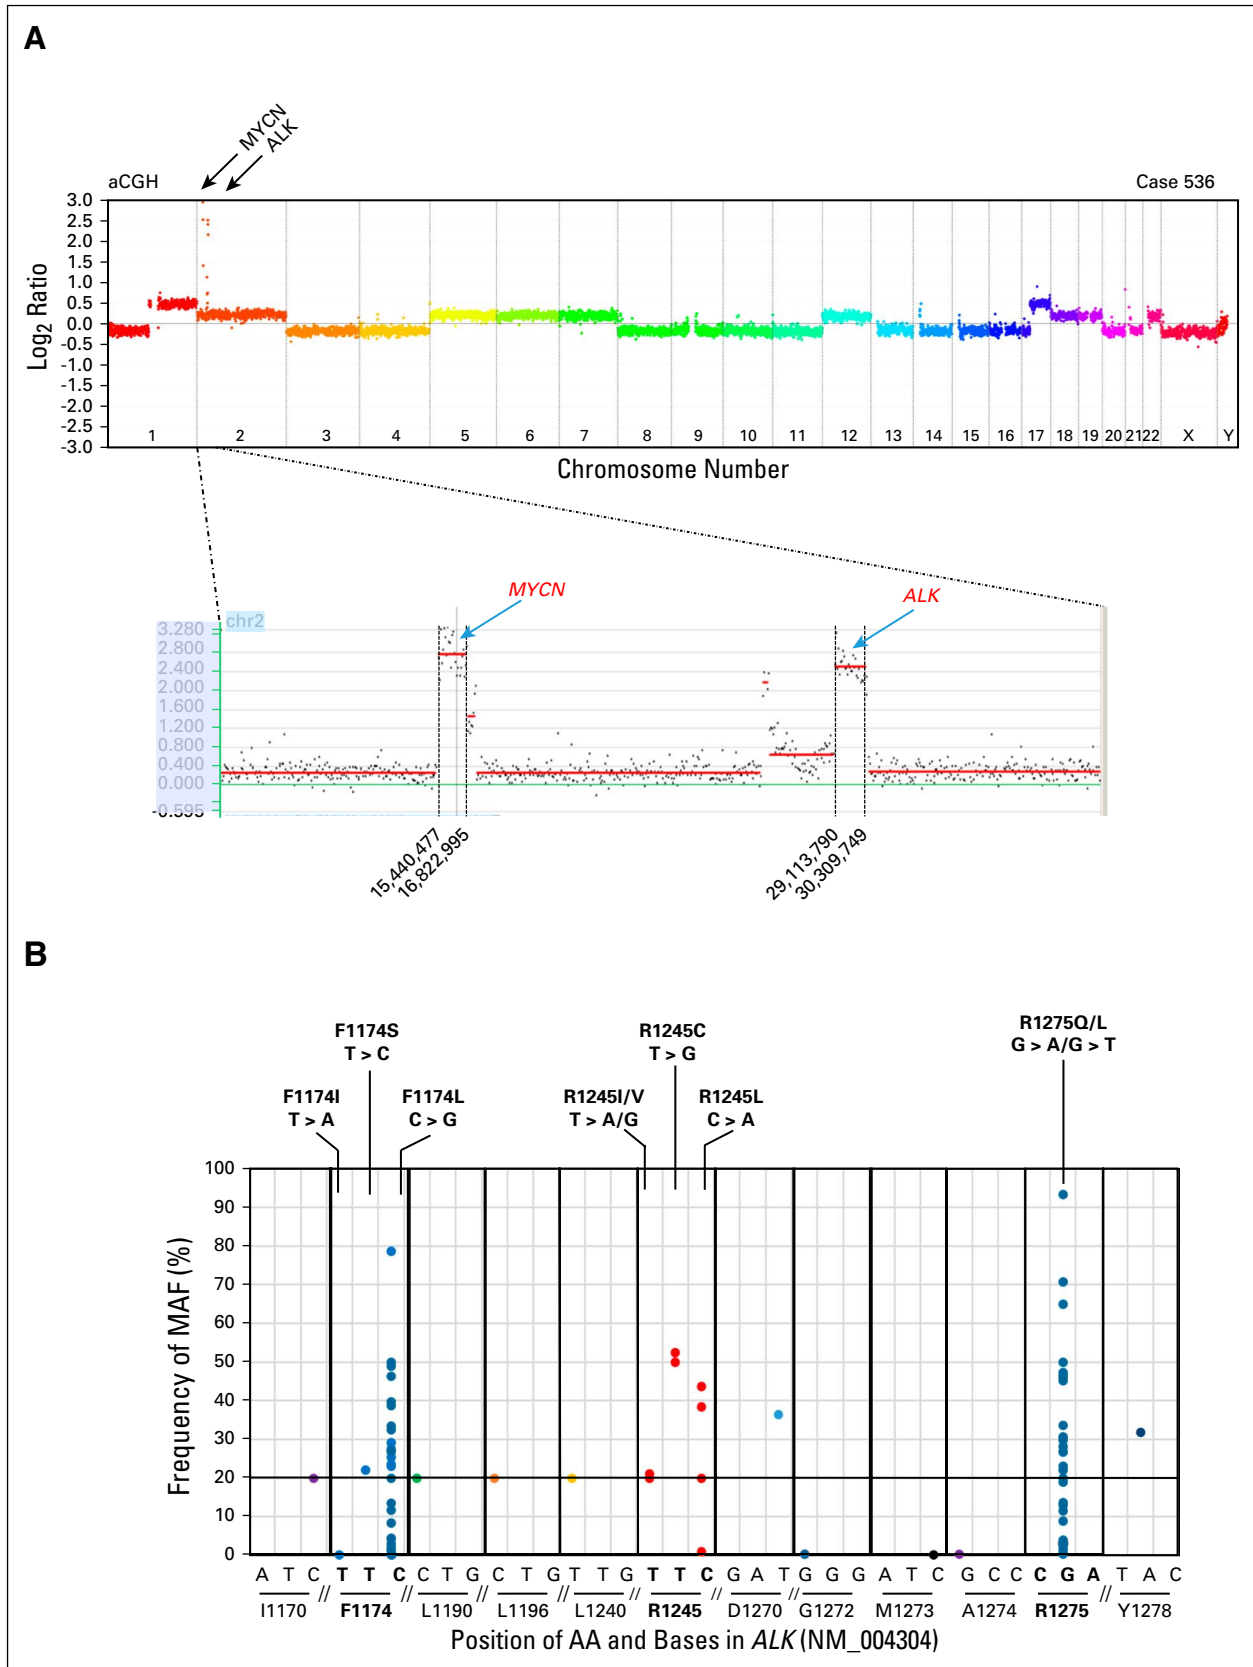 A
MYCN
ALK
aCGH
Case 536
3.0
2.5
2.0
1.5
1.0
0.5
0.0
-0.5
-1.0
-1.5
-2.0
-2.5
-3.0
Log2 Ratio
1 2 3 4 5 6 7 8 9 10 11 12 13 14 15 16 17 18 19 20 21 22 X Y
Chromosome Number
MYCN
ALK
chr2
3.280
2.800
2.400
2.000
1.600
1.200
0.800
0.400
0.000
-0.595
15,440,477
16,822,995
29,113,790
30,309,749
B
F1174S
T > C
R1245C
T > G
R1275Q/L
G > A/G > T
F1174I
T > A
F1174L
C > G
R1245I/V
T > A/G
R1245L
C > A
100
90
80
70
60
50
40
30
20
10
0
Frequency of MAF (%)
A T C // T T C // C T G // C T G // T T G // T T C // G A T // G G G A T C G C C C G A // T A C
I1170 F1174 L1190 L1196 L1240 R1245 D1270 G1272 M1273 A1274 R1275 Y1278
Position of AA and Bases in ALK (NM_004304)